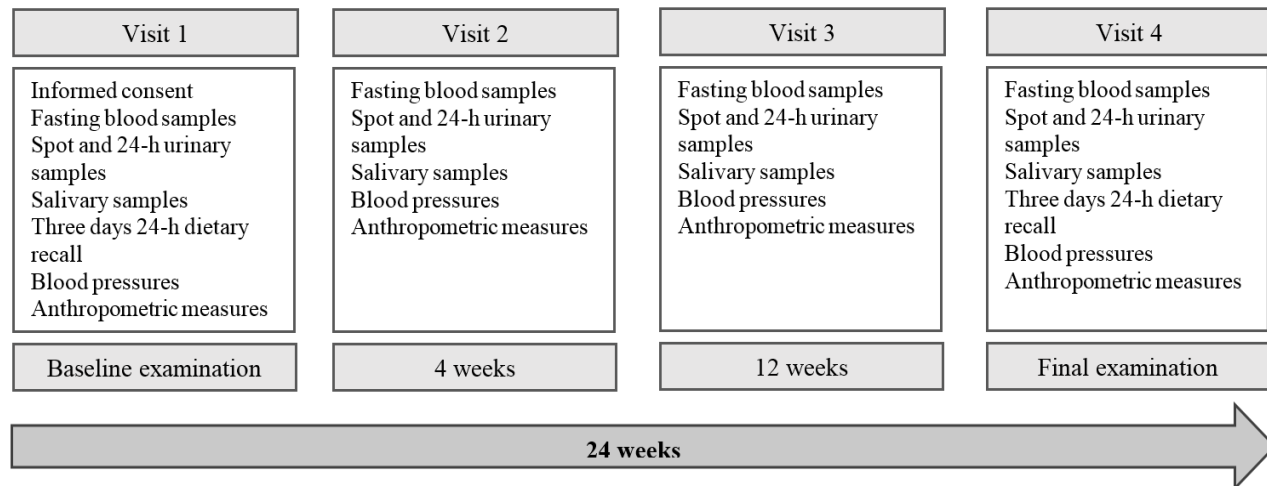 Visit 1
Informed consent
Fasting blood samples
Spot and 24-h urinary
samples
Salivary samples
Three days 24-h dietary
recall
Blood pressures
Anthropometric measures
Baseline examination
Visit 2
Fasting blood samples
Spot and 24-h urinary
samples
Salivary samples
Blood pressures
Anthropometric measures
4 weeks
Visit 3
Fasting blood samples
Spot and 24-h urinary
samples
Salivary samples
Blood pressures
Anthropometric measures
12 weeks
Visit 4
Fasting blood samples
Spot and 24-h urinary
samples
Salivary samples
Three days 24-h dietary
recall
Blood pressures
Anthropometric measures
Final examination
24 weeks